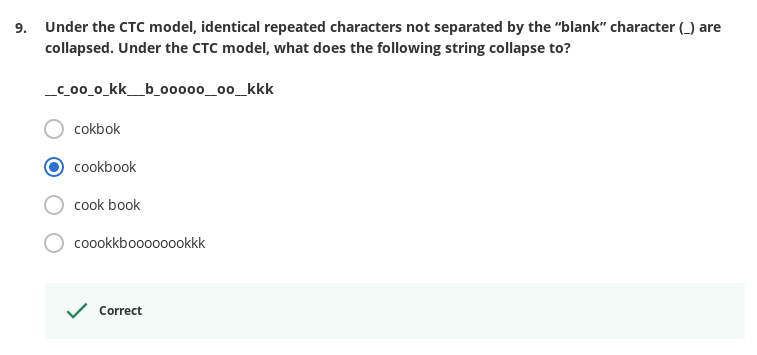 9. Under the CTC model, identical repeated characters not separated by the “blank” character (_) are
collapsed. Under the CTC model, what does the following string collapse to?
__c_oo_o_kk___b_ooooo__oo__kkk
cokbok
cookbook
cook book
coookkboooooookkk
Correct